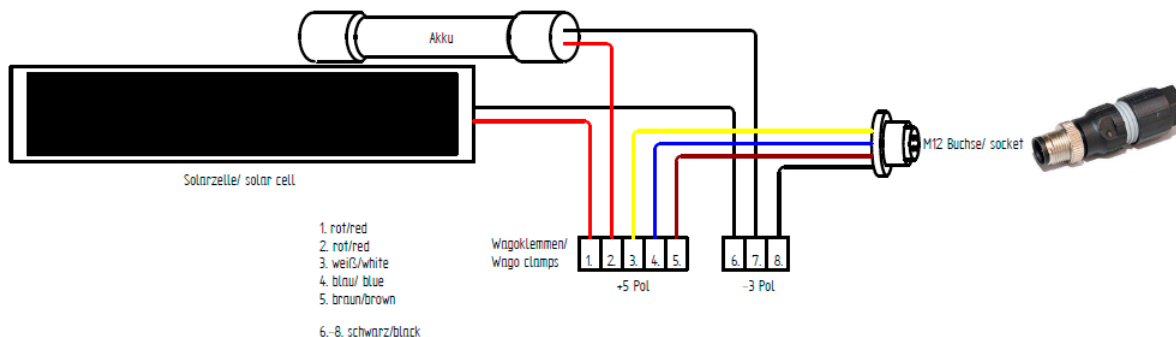 Akku
M12 Buchse/ socket
Solarzelle/ solar cell
1. rot/red
2. rot/red
3. weiß/white
4. blau/ blue
5. braun/brown
6.-8. schwarz/black
Wagoklemmen/
Wago clamps
1. 2. 3. 4. 5.
6. 7. 8.
+5 Pol
-3 Pol